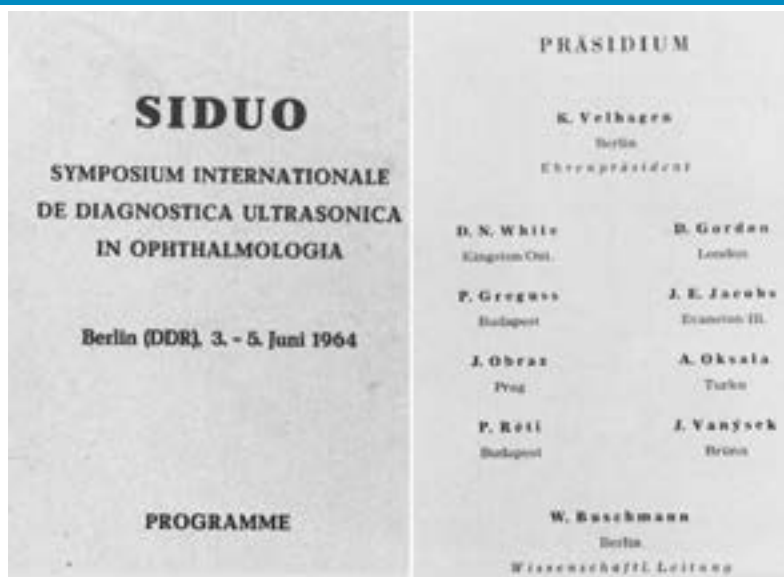 SIDUO
SYMPOSIUM INTERNATIONALE
DE DIAGNOSTICA ULTRASONICA
IN OPHTHALMOLOGIA
Berlin (DDR), 3. - 5. Juni 1964
PROGRAMME
PRÄSIDIUM
K. Velhagen
Berlin
Ehrenpräsident
D. N. White
Kingston Ont.
D. Gordon
London
P. Greguss
Budapest
J. E. Jacobs
Evanston Ill.
J. Obraz
Prag
A. Oksala
Turku
P. Róti
Budapest
J. Vanýsek
Brünn
W. Buschmann
Berlin
Wissenschaftl. Leitung